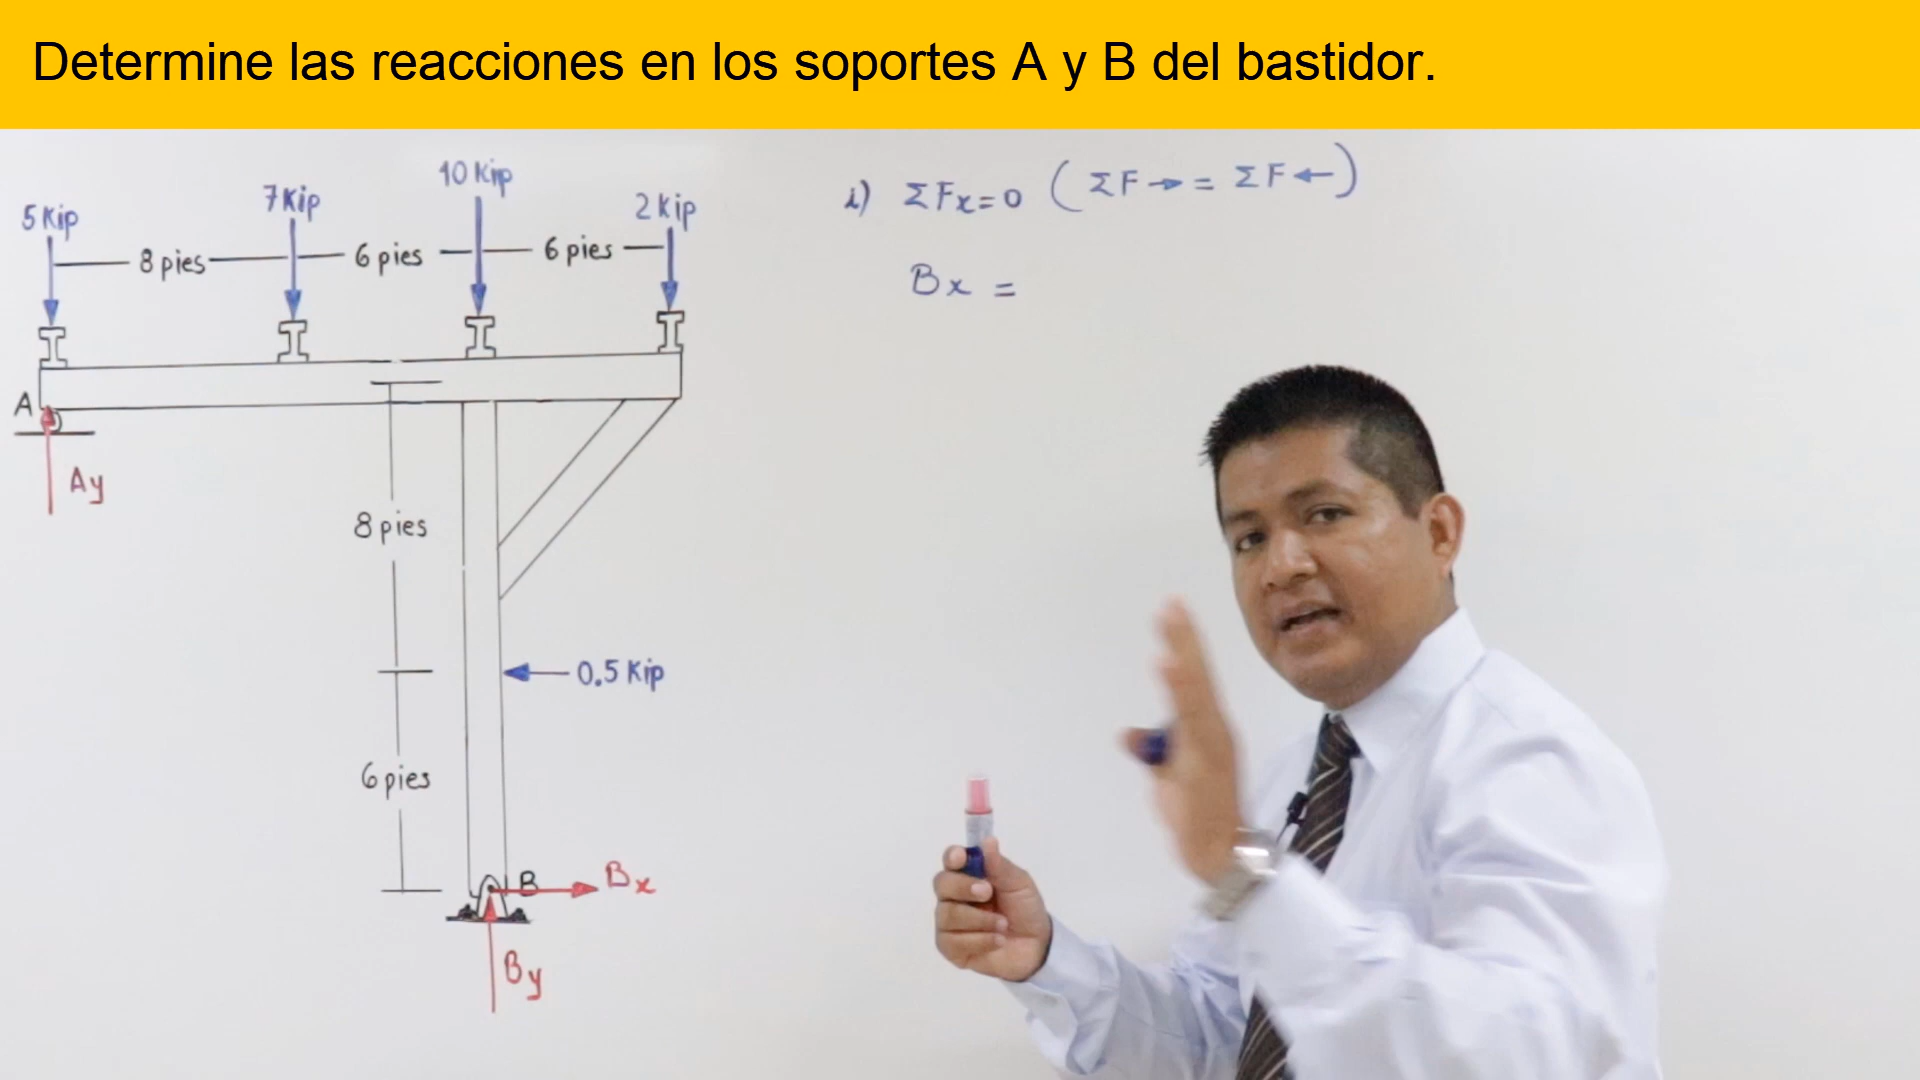 Determine las reacciones en los soportes A y B del bastidor.
5 Kip
7 Kip
10 Kip
2 Kip
8 pies
6 pies
6 pies
A
Ay
8 pies
0.5 Kip
6 pies
B
Bx
By
i) ΣFx=0 (ΣF→ = ΣF←)
Bx =